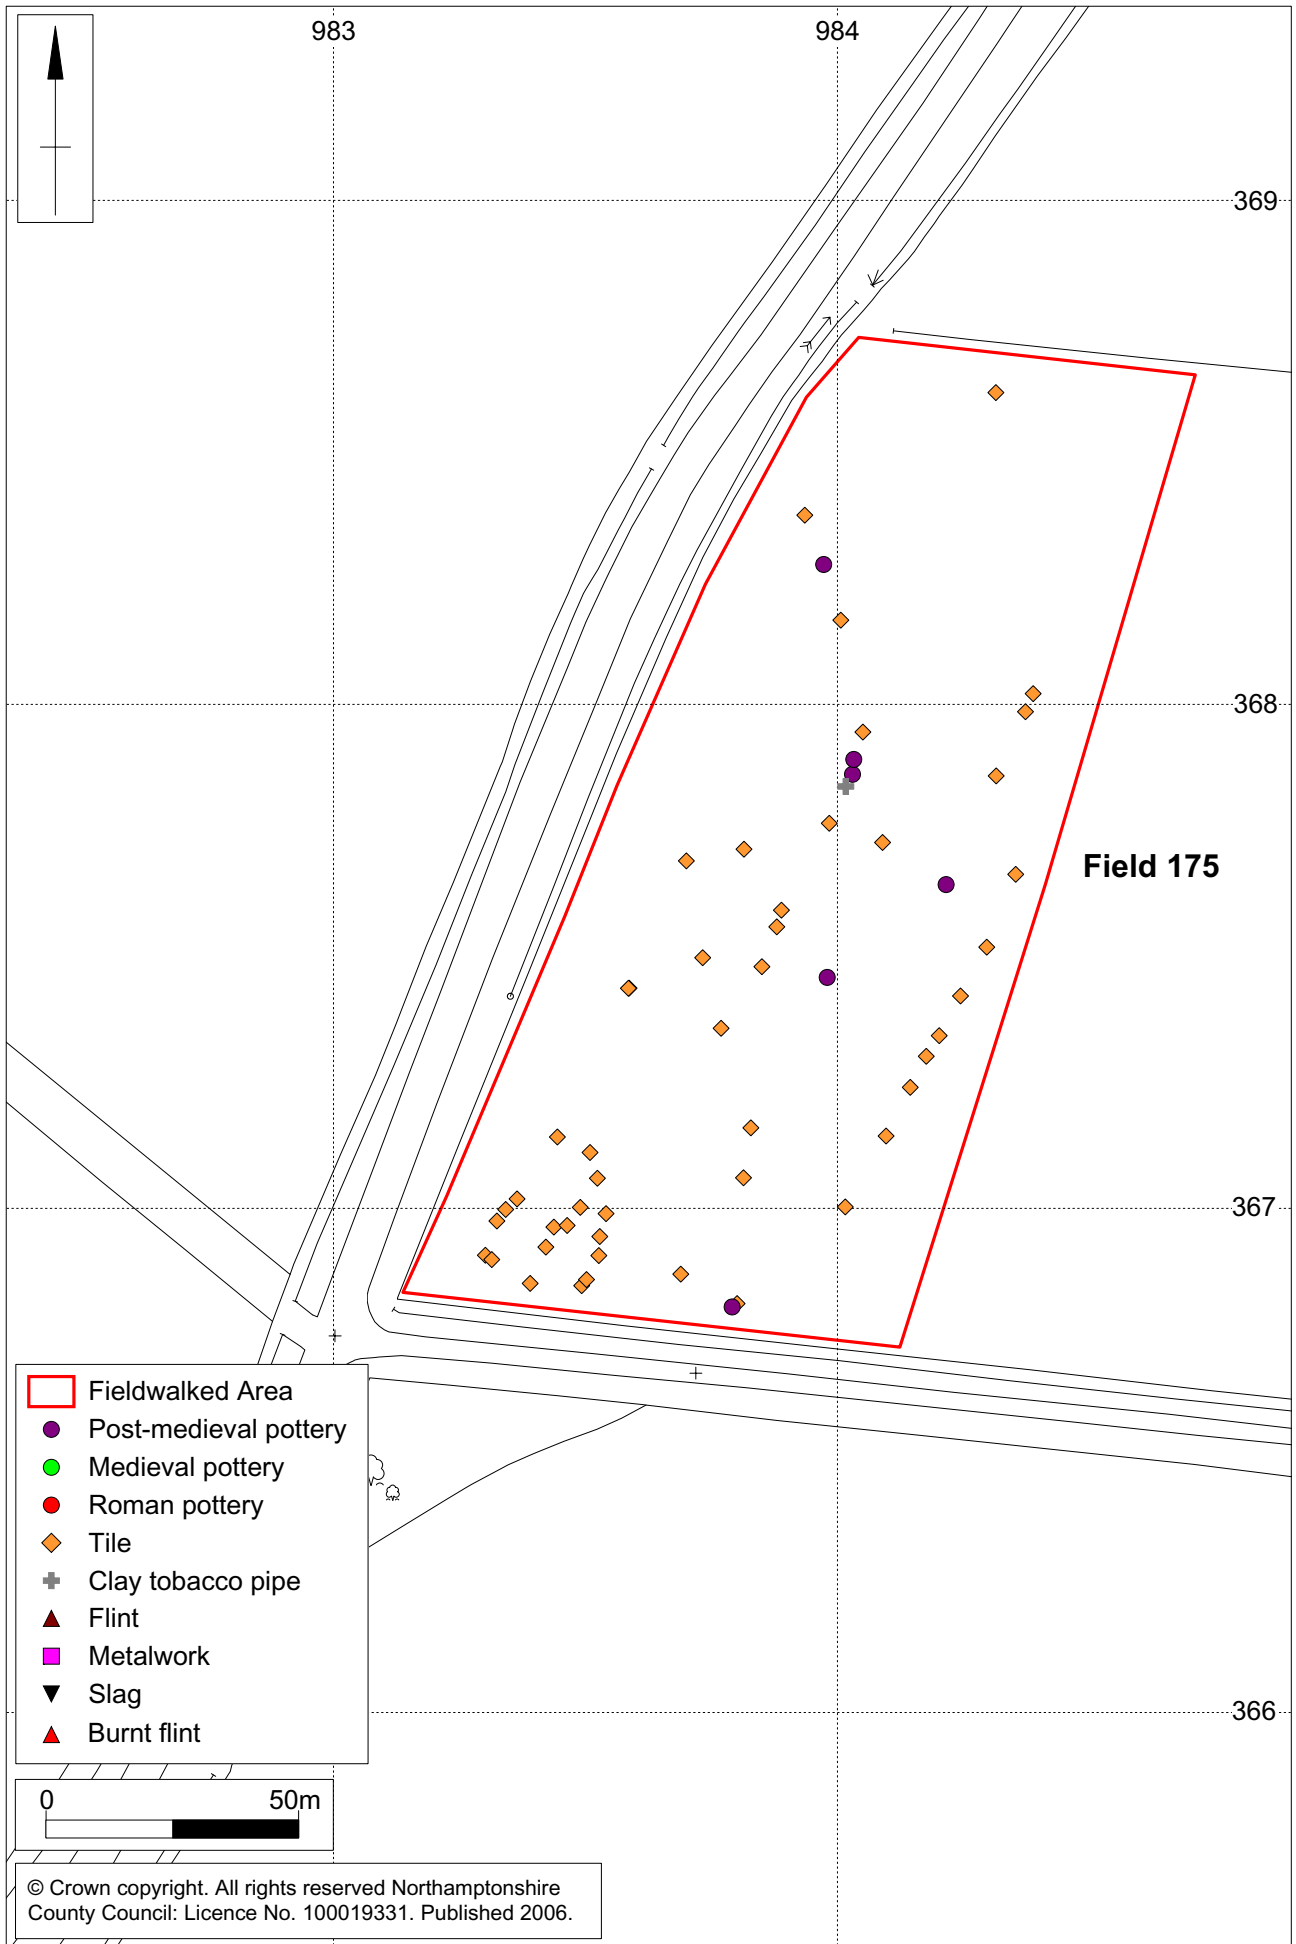 983
984
369
368
Field 175
367
Fieldwalked Area
Post-medieval pottery
Medieval pottery
Roman pottery
Tile
Clay tobacco pipe
Flint
Metalwork
Slag
Burnt flint
366
0 50m
© Crown copyright. All rights reserved Northamptonshire
County Council: Licence No. 100019331. Published 2006.